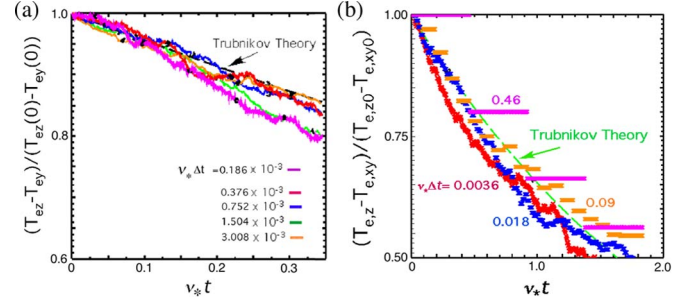 (a)
(T_ez-T_ey)/(T_ez(0)-T_ey(0))
1.0
0.9
0.8
0.6
Trubnikov Theory
ν* Δt = 0.186 × 10⁻³
0.376 × 10⁻³
0.752 × 10⁻³
1.504 × 10⁻³
3.008 × 10⁻³
0 0.1 0.2 0.3
ν* t
(b)
(T_e,z-T_e,xy)/(T_e,z0-T_e,xy0)
1.00
0.75
0.50
0.46
Trubnikov Theory
ν*Δt= 0.0036
0.09
0.018
0 1.0 2.0
ν* t